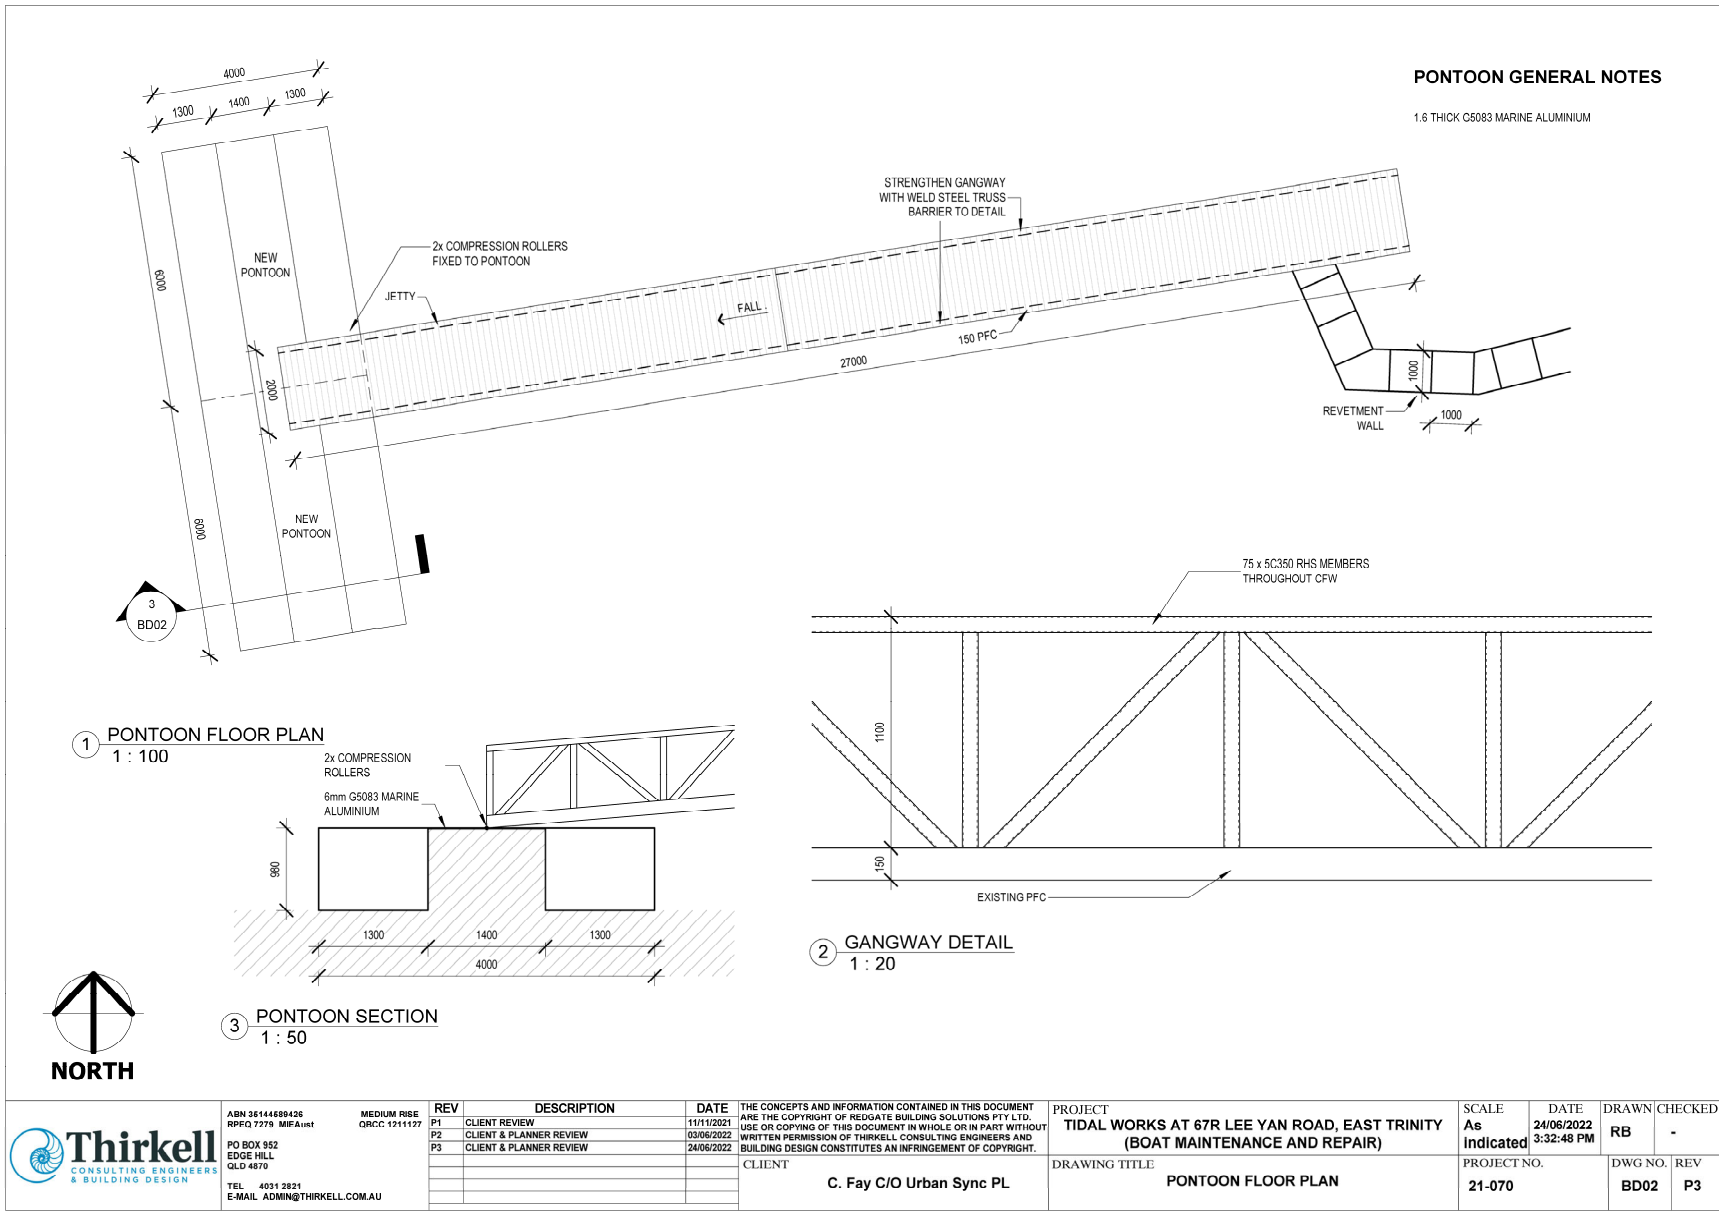 PONTOON GENERAL NOTES
1.6 THICK G5083 MARINE ALUMINIUM
4000
1300
1400
1300
6000
6000
NEW
PONTOON
NEW
PONTOON
2x COMPRESSION ROLLERS
FIXED TO PONTOON
JETTY
2000
STRENGTHEN GANGWAY
WITH WELD STEEL TRUSS
BARRIER TO DETAIL
FALL
150 PFC
27000
1000
REVETMENT
WALL
1000
3
BD02
1
PONTOON FLOOR PLAN
1 : 100
75 x 5C350 RHS MEMBERS
THROUGHOUT CFW
1100
150
EXISTING PFC
2
GANGWAY DETAIL
1 : 20
2x COMPRESSION
ROLLERS
6mm G5083 MARINE
ALUMINIUM
980
1300
1400
1300
4000
3
PONTOON SECTION
1 : 50
NORTH
Thirkell
CONSULTING ENGINEERS
& BUILDING DESIGN
ABN 35144589426
MEDIUM RISE
RPEQ 7279 MIEAust
QBCC 1211127
PO BOX 952
EDGE HILL
QLD 4870
TEL 4031 2821
E-MAIL ADMIN@THIRKELL.COM.AU
REV DESCRIPTION DATE
P1 CLIENT REVIEW 11/11/2021
P2 CLIENT & PLANNER REVIEW 03/06/2022
P3 CLIENT & PLANNER REVIEW 24/06/2022
THE CONCEPTS AND INFORMATION CONTAINED IN THIS DOCUMENT
ARE THE COPYRIGHT OF REDGATE BUILDING SOLUTIONS PTY LTD.
USE OR COPYING OF THIS DOCUMENT IN WHOLE OR IN PART WITHOUT
WRITTEN PERMISSION OF THIRKELL CONSULTING ENGINEERS AND
BUILDING DESIGN CONSTITUTES AN INFRINGEMENT OF COPYRIGHT.
CLIENT
C. Fay C/O Urban Sync PL
PROJECT
TIDAL WORKS AT 67R LEE YAN ROAD, EAST TRINITY
(BOAT MAINTENANCE AND REPAIR)
DRAWING TITLE
PONTOON FLOOR PLAN
SCALE
As
indicated
DATE
24/06/2022
3:32:48 PM
DRAWN
RB
CHECKED
-
PROJECT NO.
21-070
DWG NO.
BD02
REV
P3